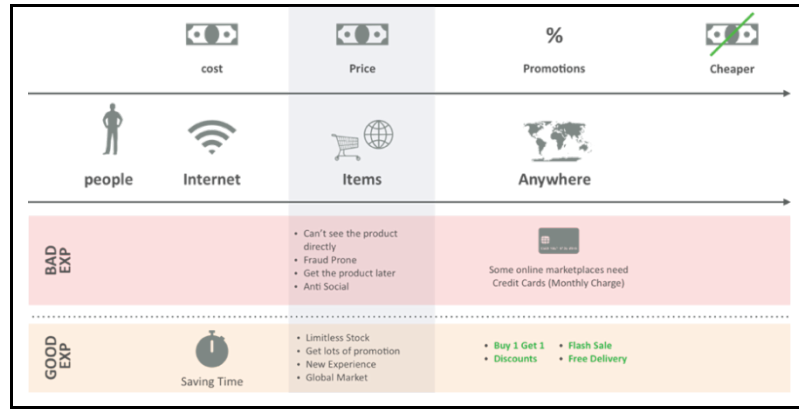 %
cost
Price
Promotions
Cheaper
people
Internet
Items
Anywhere
BAD
EXP
• Can't see the product
directly
• Fraud Prone
• Get the product later
• Anti Social
Some online marketplaces need
Credit Cards (Monthly Charge)
GOOD
EXP
Saving Time
• Limitless Stock
• Get lots of promotion
• New Experience
• Global Market
• Buy 1 Get 1
• Discounts
• Flash Sale
• Free Delivery